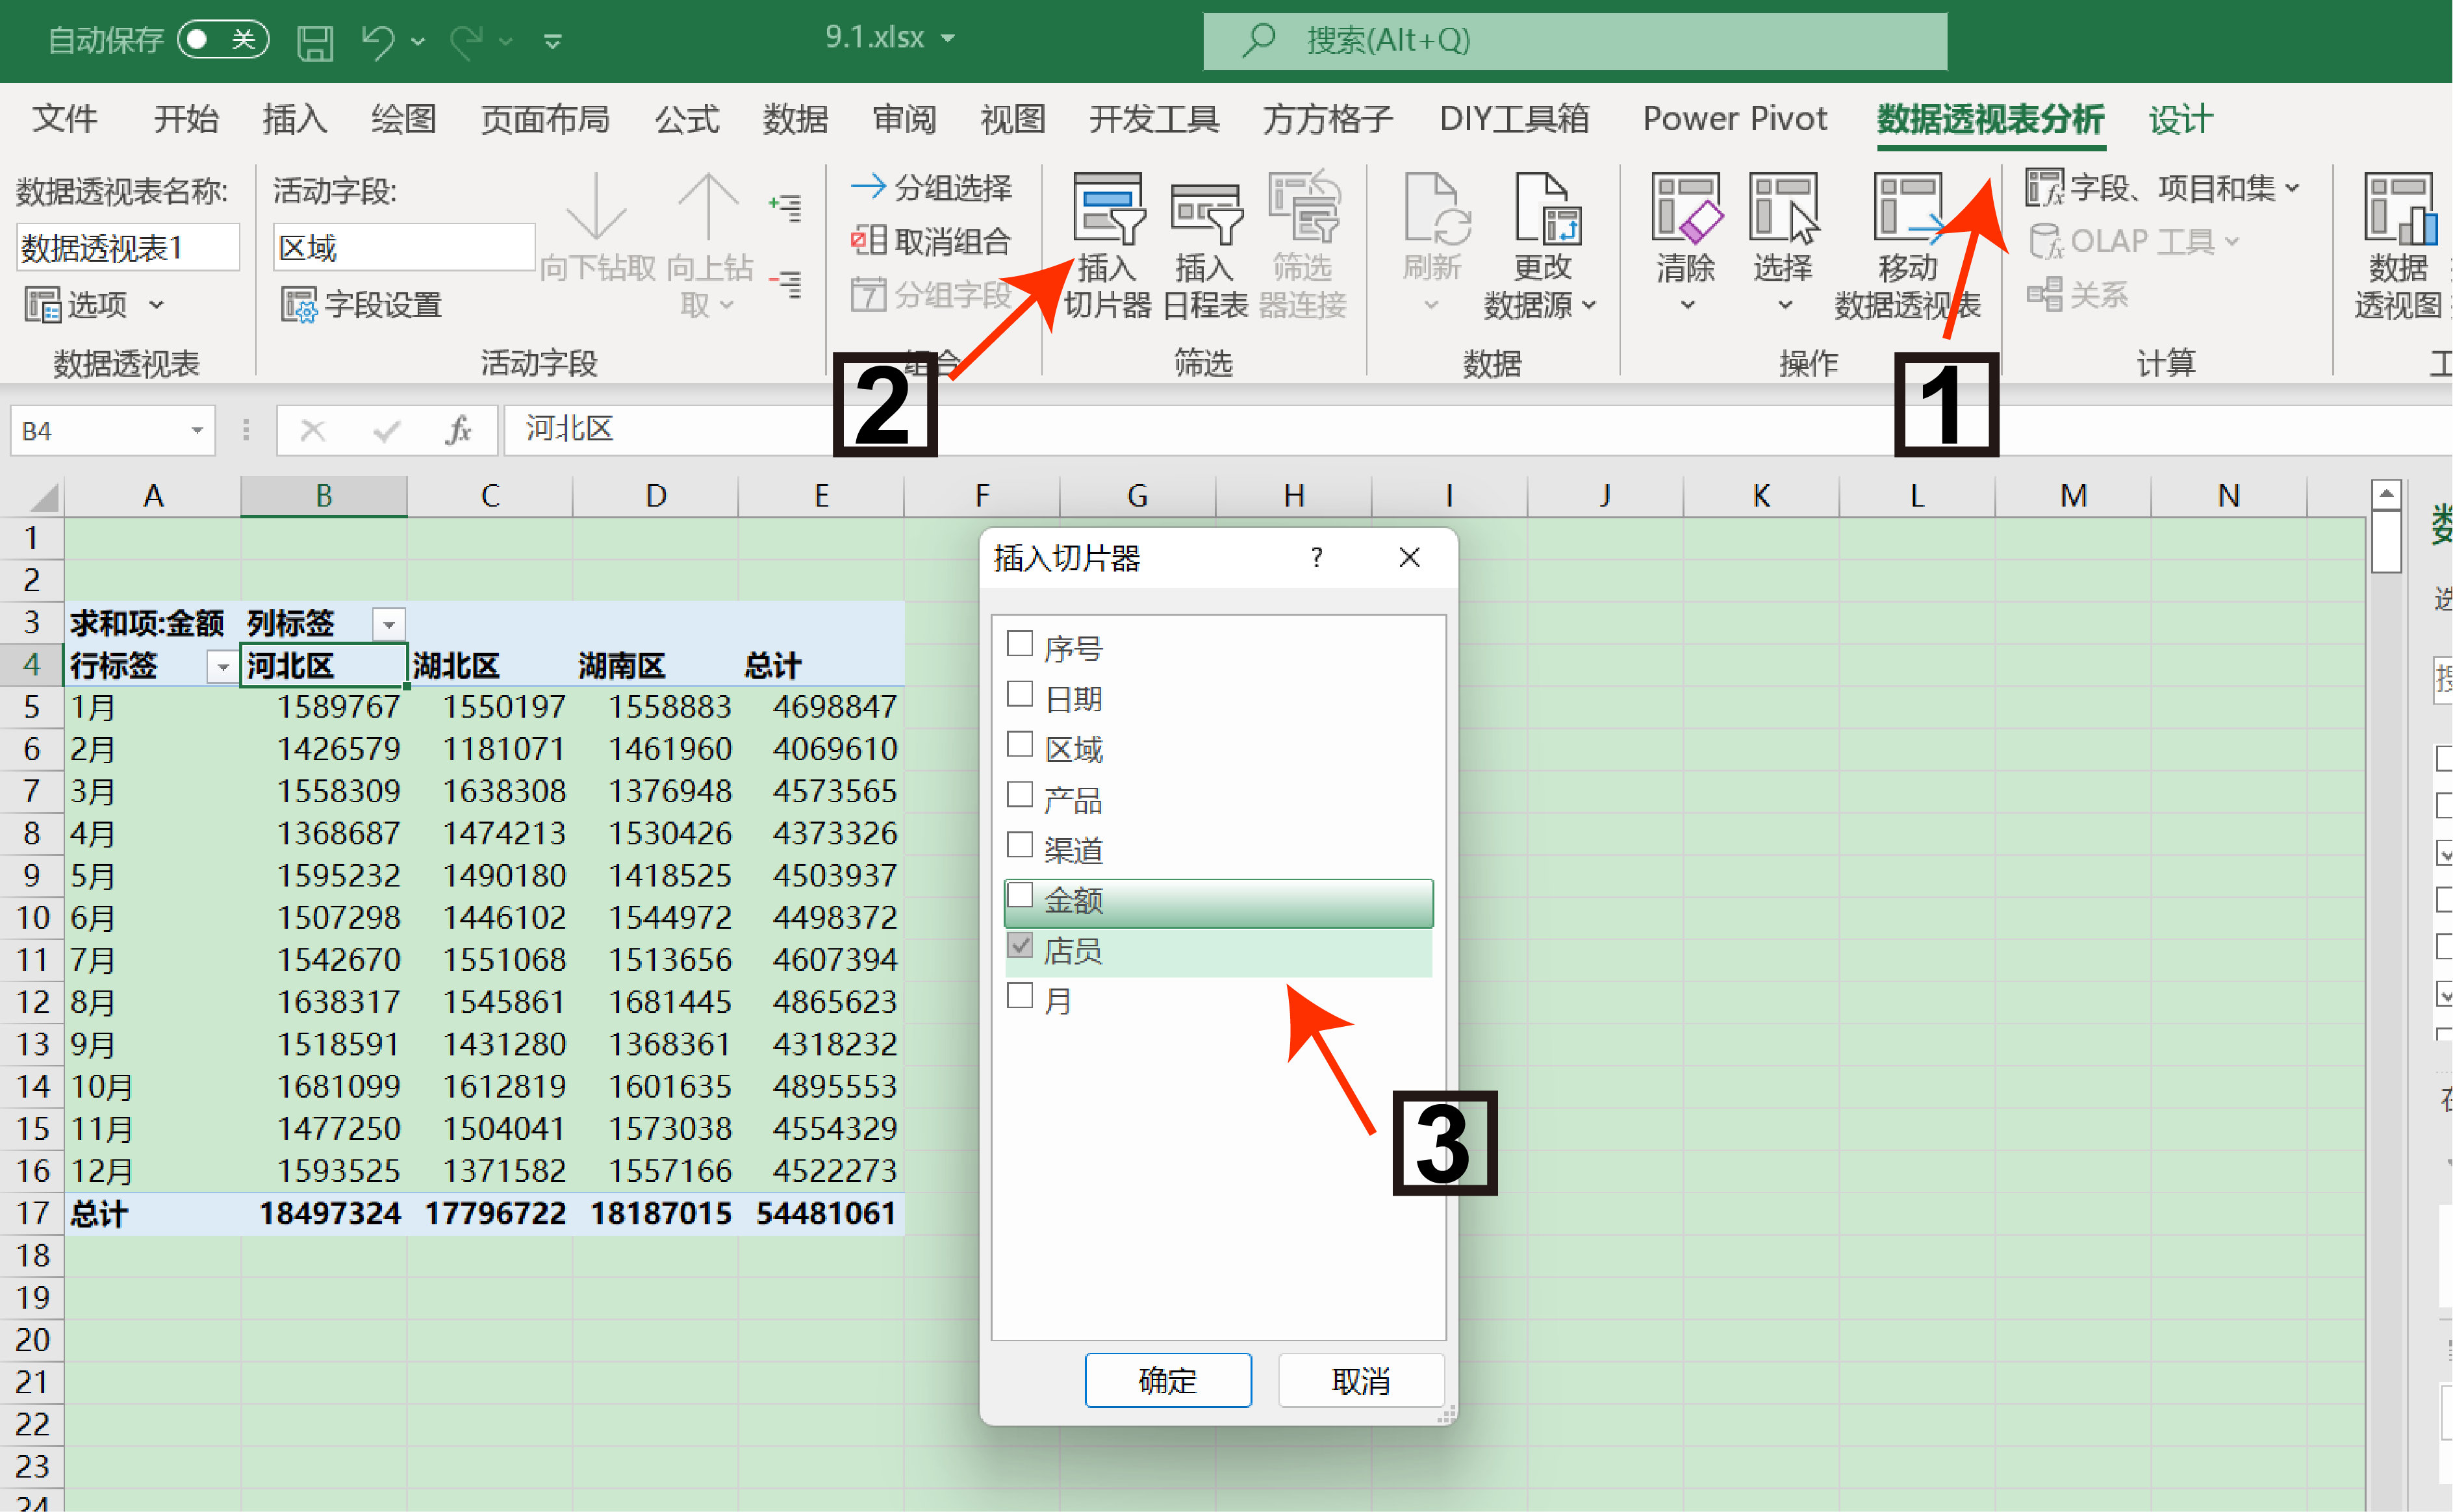 自动保存 关 9.1.xlsx 搜索(Alt+Q)
文件 开始 插入 绘图 页面布局 公式 数据 审阅 视图 开发工具 方方格子 DIY工具箱 Power Pivot 数据透视表分析 设计
数据透视表名称:
数据透视表1
选项
数据透视表
活动字段:
区域
字段设置
向下钻取
向上钻取
活动字段
分组选择
取消组合
7 分组字段
组合
插入切片器
插入日程表
筛选器连接
筛选
刷新
更改数据源
数据
清除
选择
移动数据透视表
操作
fx 字段、项目和集
fx OLAP 工具
关系
计算
数据透视图
2
1
B4 fx 河北区
A B C D E F G H I J K L M N
1
2
3 求和项:金额 列标签
4 行标签 河北区 湖北区 湖南区 总计
5 1月 1589767 1550197 1558883 4698847
6 2月 1426579 1181071 1461960 4069610
7 3月 1558309 1638308 1376948 4573565
8 4月 1368687 1474213 1530426 4373326
9 5月 1595232 1490180 1418525 4503937
10 6月 1507298 1446102 1544972 4498372
11 7月 1542670 1551068 1513656 4607394
12 8月 1638317 1545861 1681445 4865623
13 9月 1518591 1431280 1368361 4318232
14 10月 1681099 1612819 1601635 4895553
15 11月 1477250 1504041 1573038 4554329
16 12月 1593525 1371582 1557166 4522273
17 总计 18497324 17796722 18187015 54481061
18
19
20
21
22
23
24
插入切片器 ?
序号
日期
区域
产品
渠道
金额
店员
月
确定 取消
3